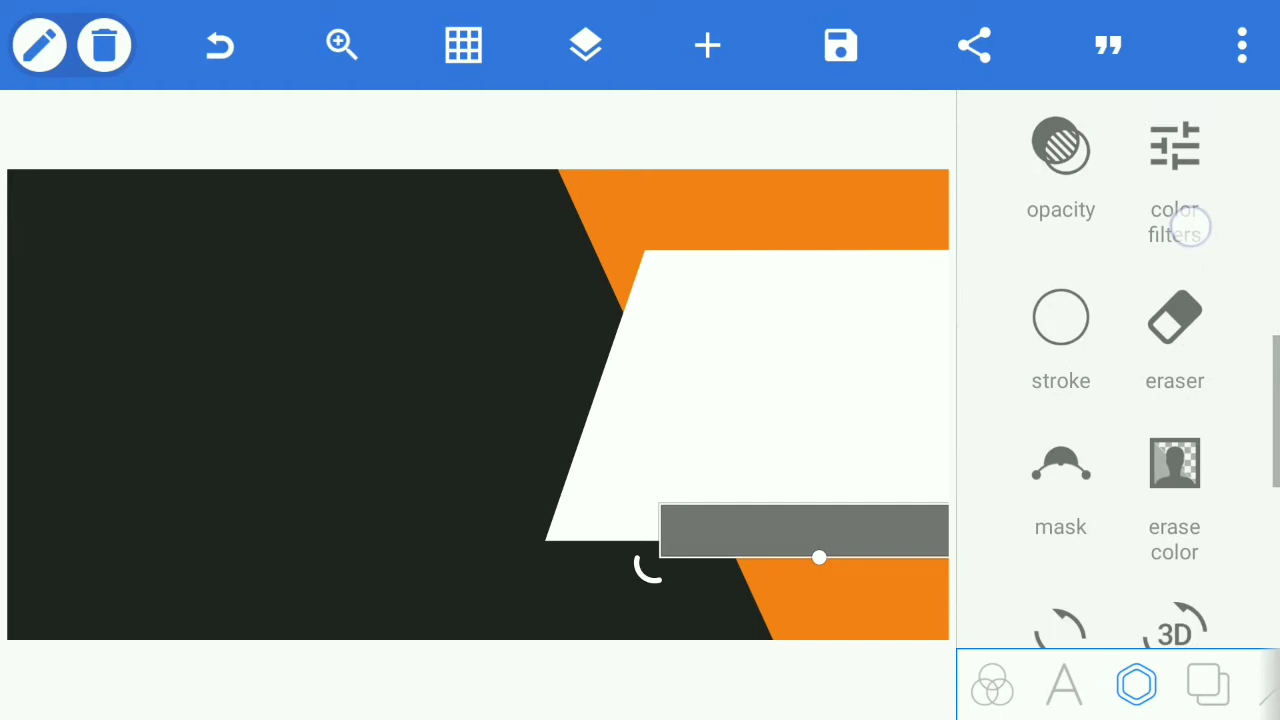 opacity
color
filters
stroke
eraser
mask
erase
color
3D